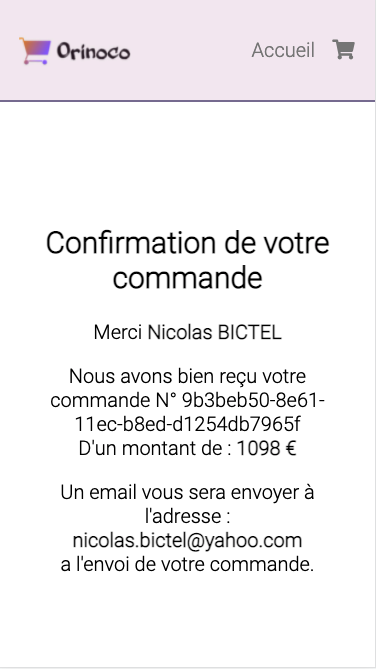 Orinoco
Accueil
Confirmation de votre
commande
Merci Nicolas BICTEL
Nous avons bien reçu votre
commande N° 9b3beb50-8e61-
11ec-b8ed-d1254db7965f
D'un montant de : 1098 €
Un email vous sera envoyer à
l'adresse :
nicolas.bictel@yahoo.com
a l'envoi de votre commande.